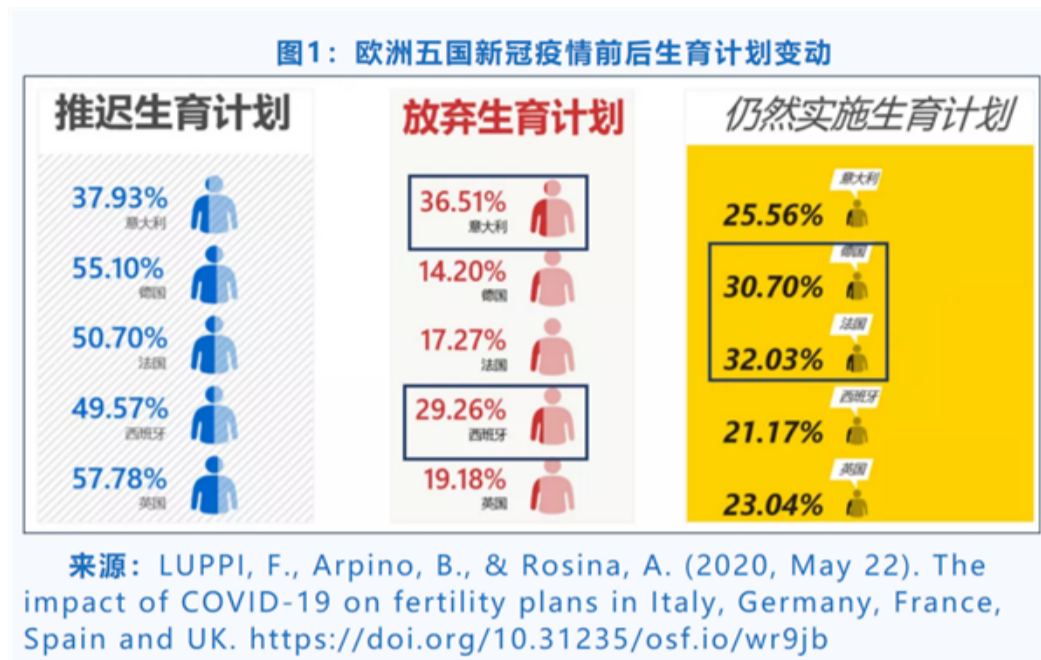 图1：欧洲五国新冠疫情前后生育计划变动
推迟生育计划
37.93%
意大利
55.10%
德国
50.70%
法国
49.57%
西班牙
57.78%
英国
放弃生育计划
36.51%
意大利
14.20%
德国
17.27%
法国
29.26%
西班牙
19.18%
英国
仍然实施生育计划
意大利
25.56%
德国
30.70%
法国
32.03%
西班牙
21.17%
英国
23.04%
来源：LUPPI, F., Arpino, B., & Rosina, A. (2020, May 22). The
impact of COVID-19 on fertility plans in Italy, Germany, France,
Spain and UK. https://doi.org/10.31235/osf.io/wr9jb